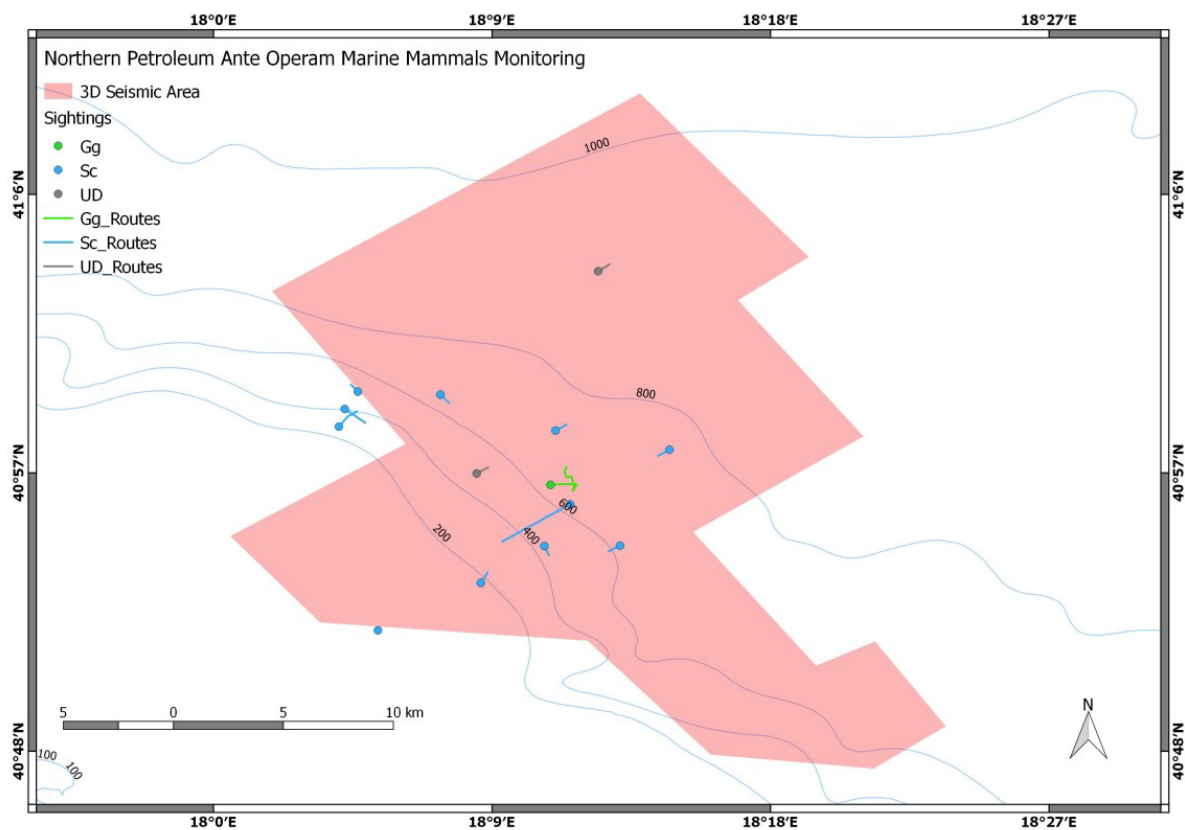 18°0′E 18°9′E 18°18′E 18°27′E
Northern Petroleum Ante Operam Marine Mammals Monitoring
3D Seismic Area
Sightings
Gg
Sc
UD
Gg_Routes
Sc_Routes
UD_Routes
1000
41°6′N 41°6′N
800
40°57′N 40°57′N
600
400
200
5 0 5 10 km
N
40°48′N 40°48′N
100
100
18°0′E 18°9′E 18°18′E 18°27′E